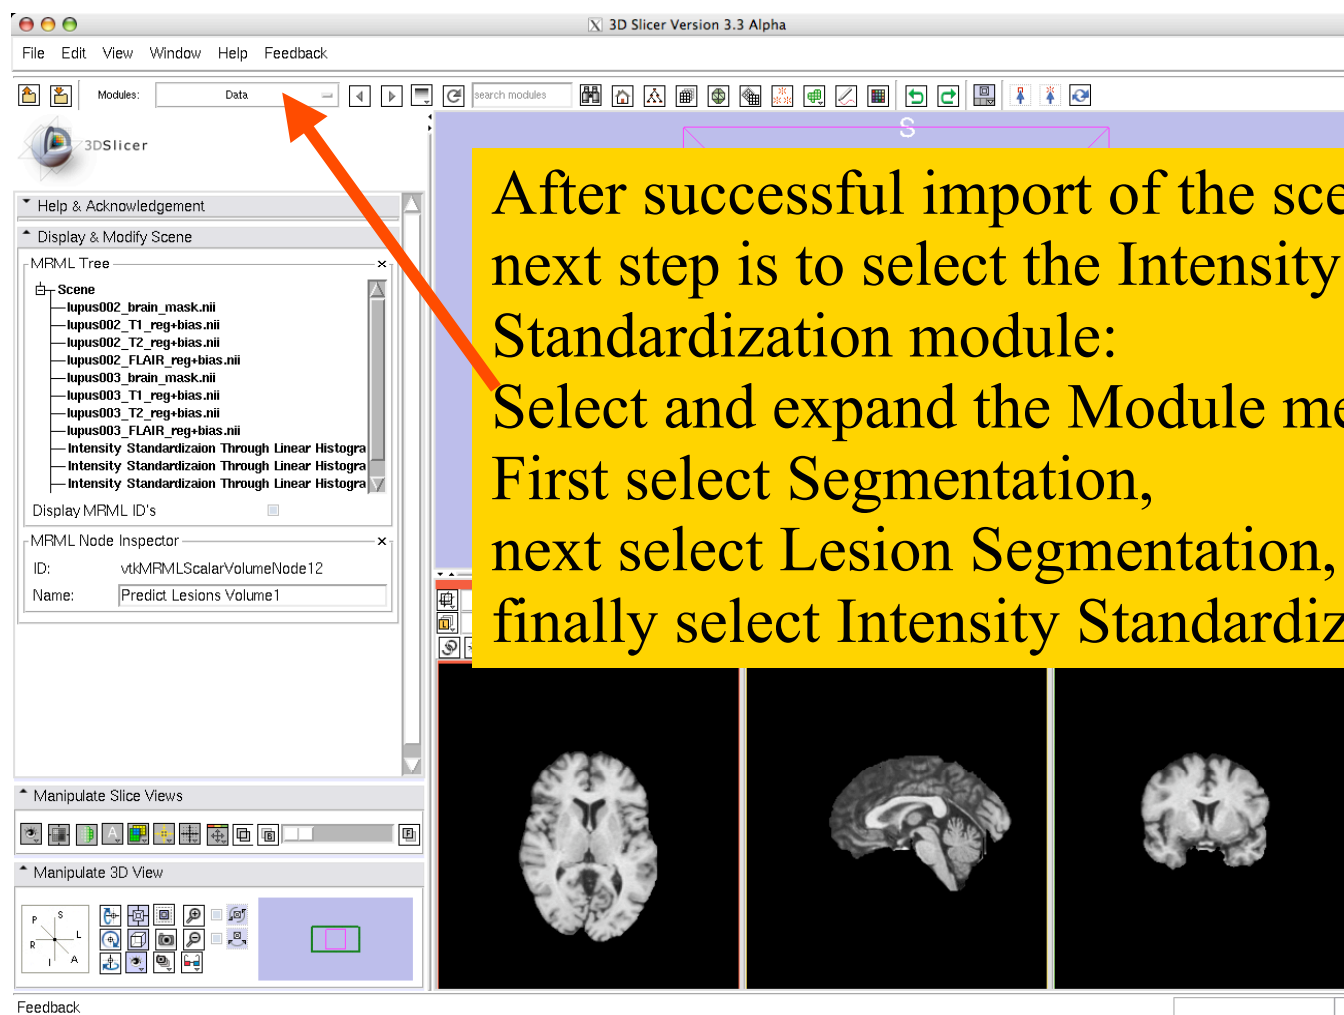 3D Slicer Version 3.3 Alpha
File Edit View Window Help Feedback
Modules: Data search modules
3DSlicer
S
Help & Acknowledgement
Display & Modify Scene
MRML Tree
Scene
lupus002_brain_mask.nii
lupus002_T1_reg+bias.nii
lupus002_T2_reg+bias.nii
lupus002_FLAIR_reg+bias.nii
lupus003_brain_mask.nii
lupus003_T1_reg+bias.nii
lupus003_T2_reg+bias.nii
lupus003_FLAIR_reg+bias.nii
Intensity Standardizaion Through Linear Histogra
Intensity Standardizaion Through Linear Histogra
Intensity Standardizaion Through Linear Histogra
Display MRML ID's
MRML Node Inspector
ID: vtkMRMLScalarVolumeNode12
Name: Predict Lesions Volume1
After successful import of the sce
next step is to select the Intensity
Standardization module:
Select and expand the Module me
First select Segmentation,
next select Lesion Segmentation,
finally select Intensity Standardiz
Manipulate Slice Views
A B F
Manipulate 3D View
P S
R L
I A
L
Feedback